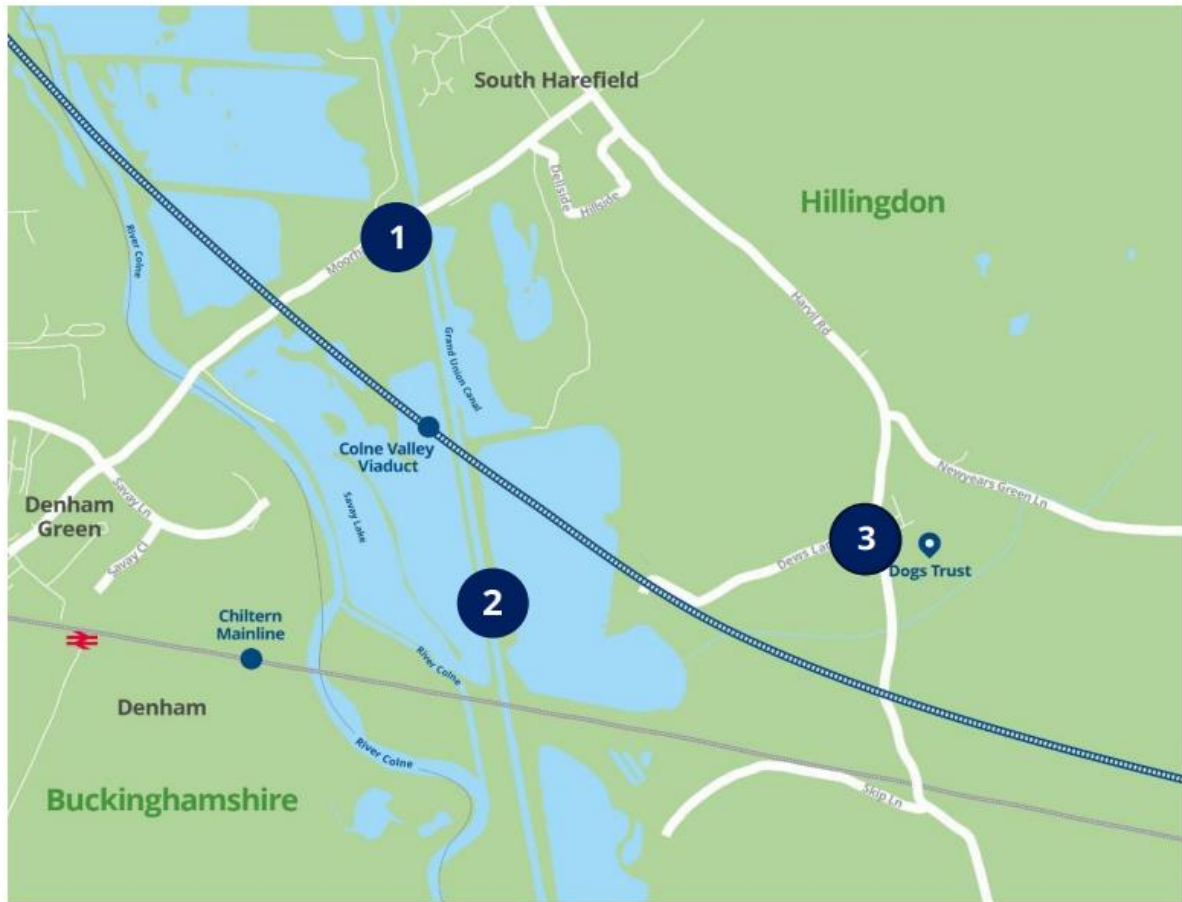 South Harefield
Dellside
Hillside
Hillingdon
River Colne
1
Moorh
Harvil Rd
Grand Union Canal
Colne Valley
Viaduct
Newyears Green Ln
Denham
Green
Savay Ln
Savay Lake
Savay Cl
3
Dews La
Dogs Trust
2
Chiltern
Mainline
River Colne
Denham
River Colne
Buckinghamshire
Skip Ln